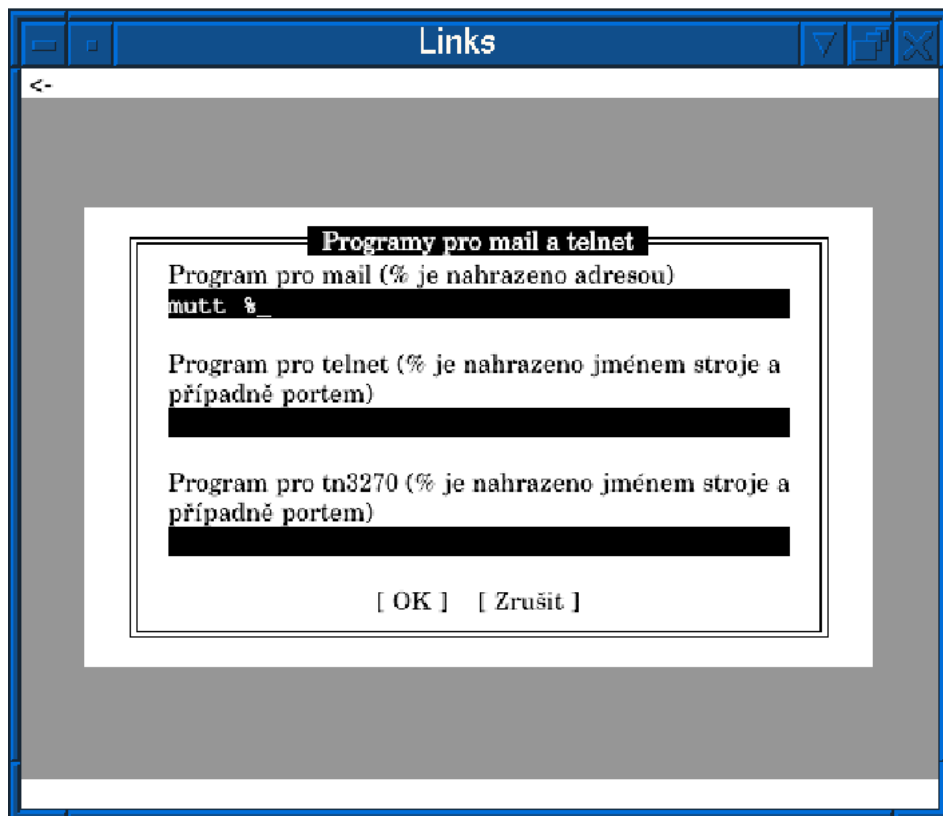 Links
<-
Programy pro mail a telnet
Program pro mail (% je nahrazeno adresou)
mutt %_
Program pro telnet (% je nahrazeno jménem stroje a
případně portem)
Program pro tn3270 (% je nahrazeno jménem stroje a
případně portem)
[ OK ] [ Zrušit ]